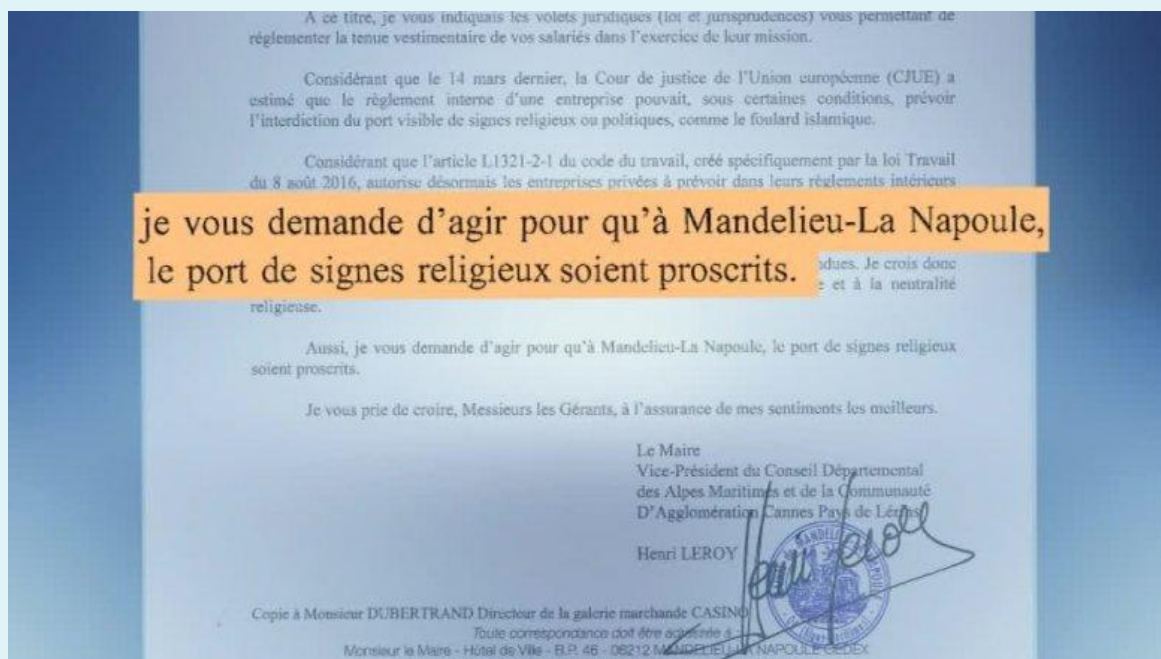 A ce titre, je vous indiquais les volets juridiques (loi et jurisprudences) vous permettant de
réglementer la tenue vestimentaire de vos salariés dans l'exercice de leur mission.
Considérant que le 14 mars dernier, la Cour de justice de l'Union européenne (CJUE) a
estimé que le règlement interne d'une entreprise pouvait, sous certaines conditions, prévoir
l'interdiction du port visible de signes religieux ou politiques, comme le foulard islamique.
Considérant que l'article L1321-2-1 du code du travail, créé spécifiquement par la loi Travail
du 8 août 2016, autorise désormais les entreprises privées à prévoir dans leurs règlements intérieurs
je vous demande d'agir pour qu'à Mandelieu-La Napoule,
le port de signes religieux soient proscrits.
dues. Je crois donc
et à la neutralité
religieuse.
Aussi, je vous demande d'agir pour qu'à Mandelieu-La Napoule, le port de signes religieux
soient proscrits.
Je vous prie de croire, Messieurs les Gérants, à l'assurance de mes sentiments les meilleurs.
Le Maire
Vice-Président du Conseil Départemental
des Alpes Maritimes et de la Communauté
D'Agglomération Cannes Pays de Lérins
Henri LEROY
Copie à Monsieur DUBERTRAND Directeur de la galerie marchande CASINO
Toute correspondance doit être adressée à
Monsieur le Maire - Hôtel de Ville - B.P. 46 - 06212 MANDELIEU-LA NAPOULE CEDEX